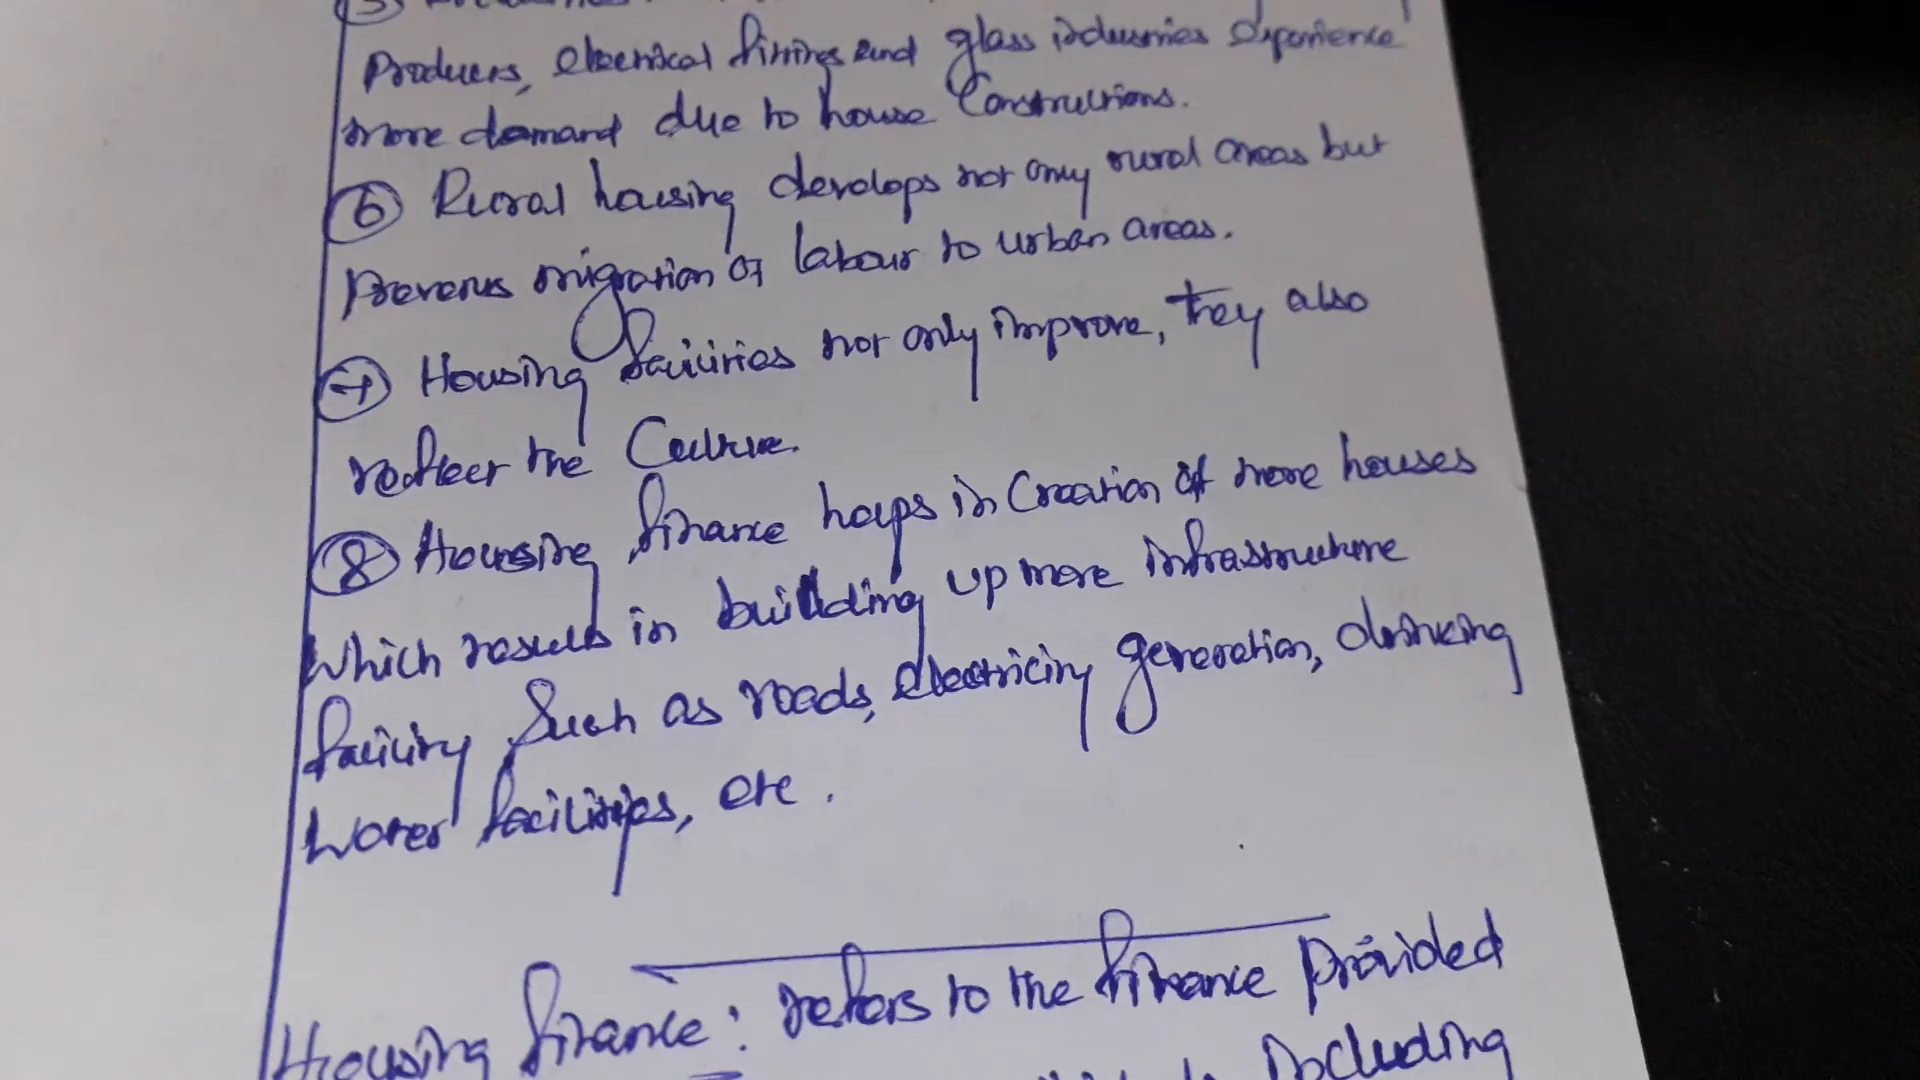 5
Producers, electrical fittings and glass industries experience
more demand due to house Constructions.
6 Rural housing develops not only rural areas but
prevents migration of labour to urban areas.
7 Housing facilities not only improve, they also
reflect the Culture.
8 Housing finance helps in Creation of more houses
Which results in building up more infrastructure
facility Such as roads, electricity generation, drinking
water facilities, etc.
Housing finance: refers to the finance Provided
including